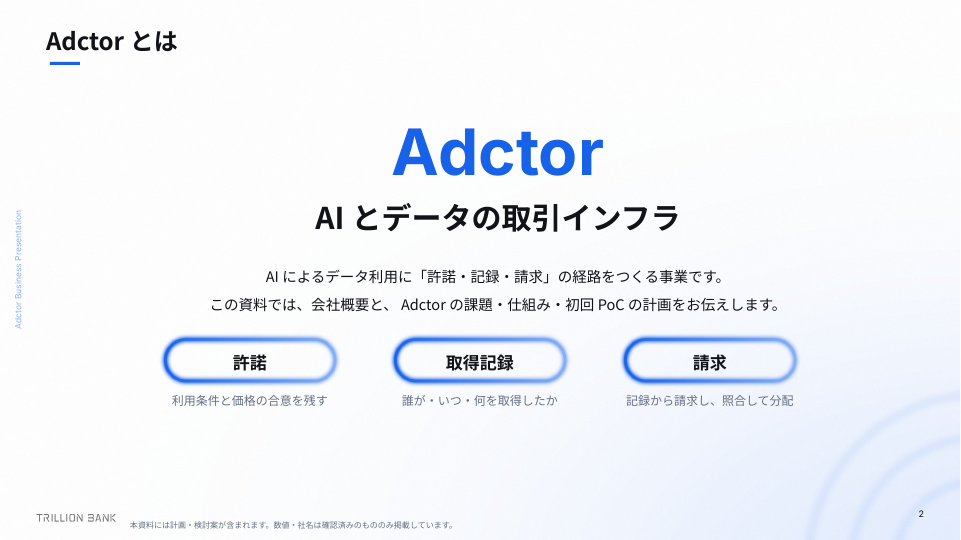 Adctor とは
Adctor
AI とデータの取引インフラ
AI によるデータ利用に「許諾・記録・請求」の経路をつくる事業です。
この資料では、会社概要と、 Adctor の課題・仕組み・初回 PoC の計画をお伝えします。
許諾
取得記録
請求
利用条件と価格の合意を残す
誰が・いつ・何を取得したか
記録から請求し、照合して分配
Adctor Business Presentation
TRILLION BANK
本資料には計画・検討案が含まれます。数値・社名は確認済みのもののみ掲載しています。
2